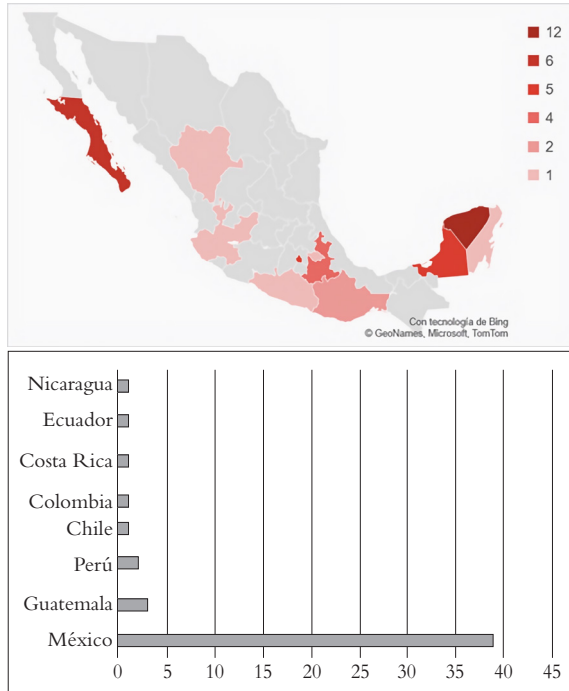 12
6
5
4
2
1
Con tecnología de Bing
© GeoNames, Microsoft, TomTom
Nicaragua
Ecuador
Costa Rica
Colombia
Chile
Perú
Guatemala
México
0 5 10 15 20 25 30 35 40 45